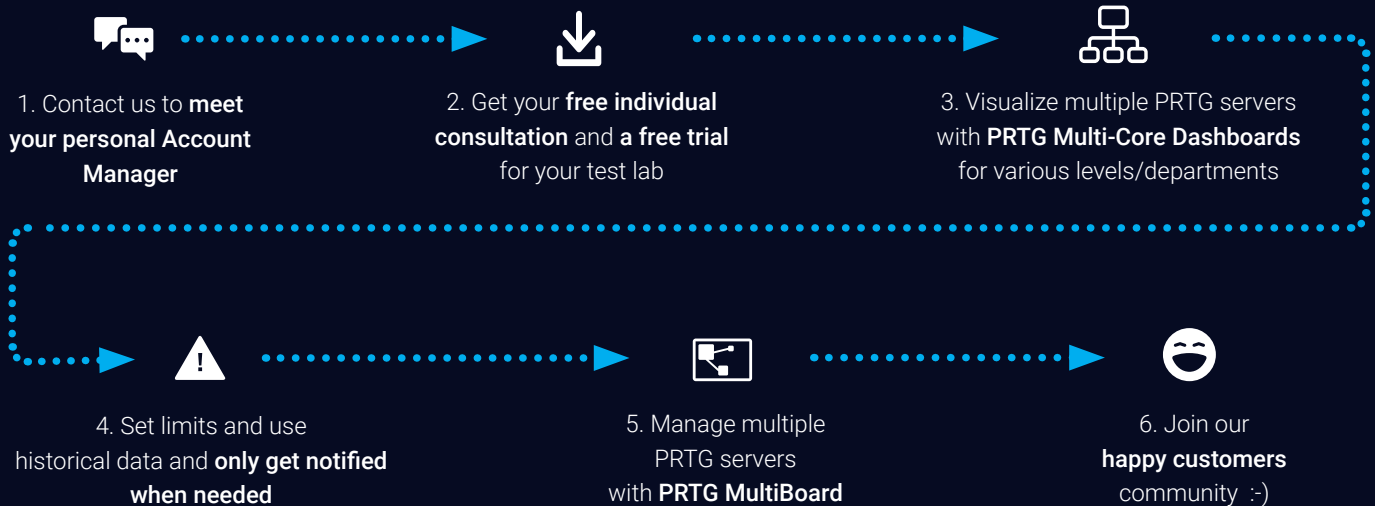 1. Contact us to meet
your personal Account
Manager
2. Get your free individual
consultation and a free trial
for your test lab
3. Visualize multiple PRTG servers
with PRTG Multi-Core Dashboards
for various levels/departments
4. Set limits and use
historical data and only get notified
when needed
5. Manage multiple
PRTG servers
with PRTG MultiBoard
6. Join our
happy customers
community :-)